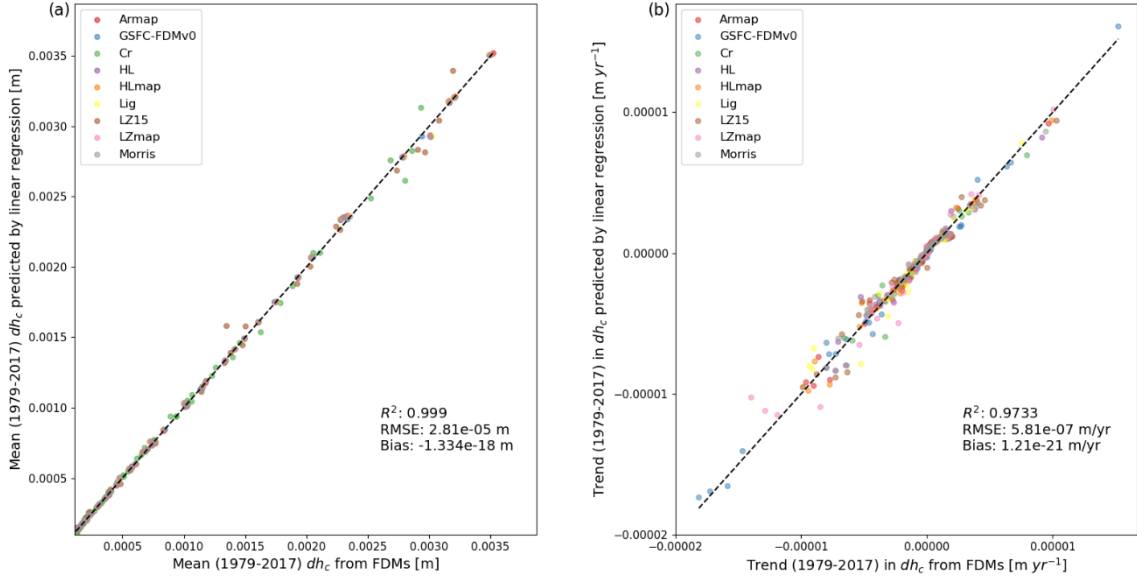 (a)
Armap
GSFC-FDMv0
Cr
HL
HLmap
Lig
LZ15
LZmap
Morris
0.0035
0.0030
0.0025
0.0020
0.0015
0.0010
0.0005
Mean (1979-2017) dh_c predicted by linear regression [m]
R²: 0.999
RMSE: 2.81e-05 m
Bias: -1.334e-18 m
0.0005 0.0010 0.0015 0.0020 0.0025 0.0030 0.0035
Mean (1979-2017) dh_c from FDMs [m]
(b)
Armap
GSFC-FDMv0
Cr
HL
HLmap
Lig
LZ15
LZmap
Morris
0.00001
0.00000
−0.00001
−0.00002
Trend (1979-2017) in dh_c predicted by linear regression [m yr⁻¹]
R²: 0.9733
RMSE: 5.81e-07 m/yr
Bias: 1.21e-21 m/yr
−0.00002 −0.00001 0.00000 0.00001
Trend (1979-2017) in dh_c from FDMs [m yr⁻¹]